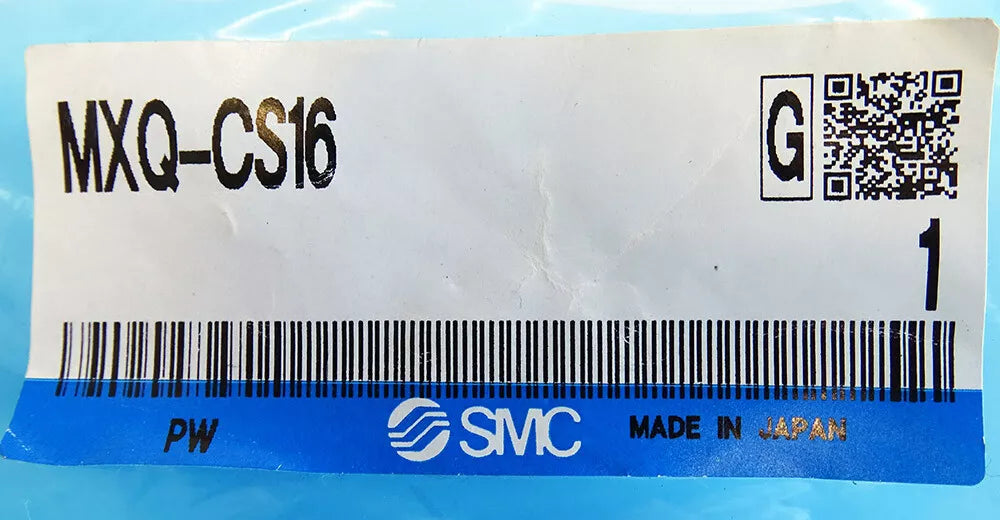 MXQ-CS16
G
1
PW
SMC
MADE IN JAPAN